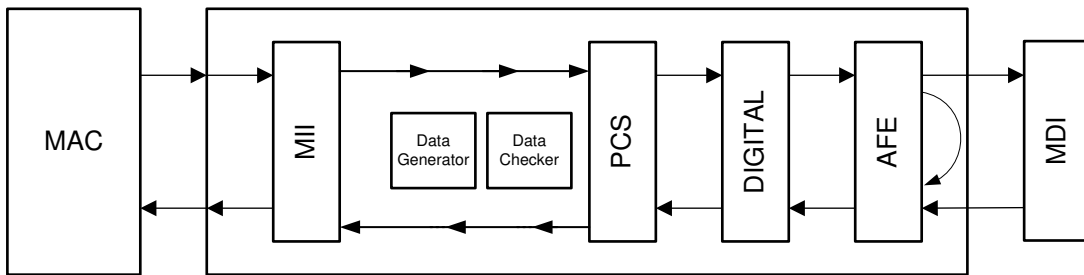 MAC
MII
Data
Generator
Data
Checker
PCS
DIGITAL
AFE
MDI